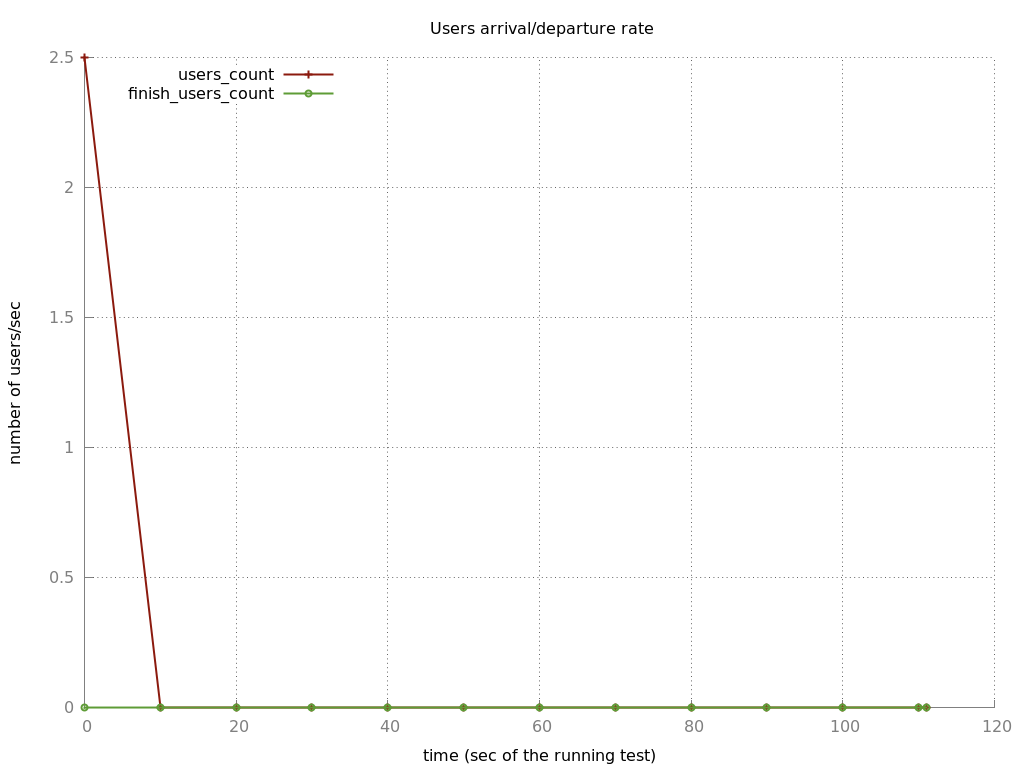 Users arrival/departure rate
users_count
finish_users_count
2.5
2
1.5
1
0.5
0
number of users/sec
0 20 40 60 80 100 120
time (sec of the running test)